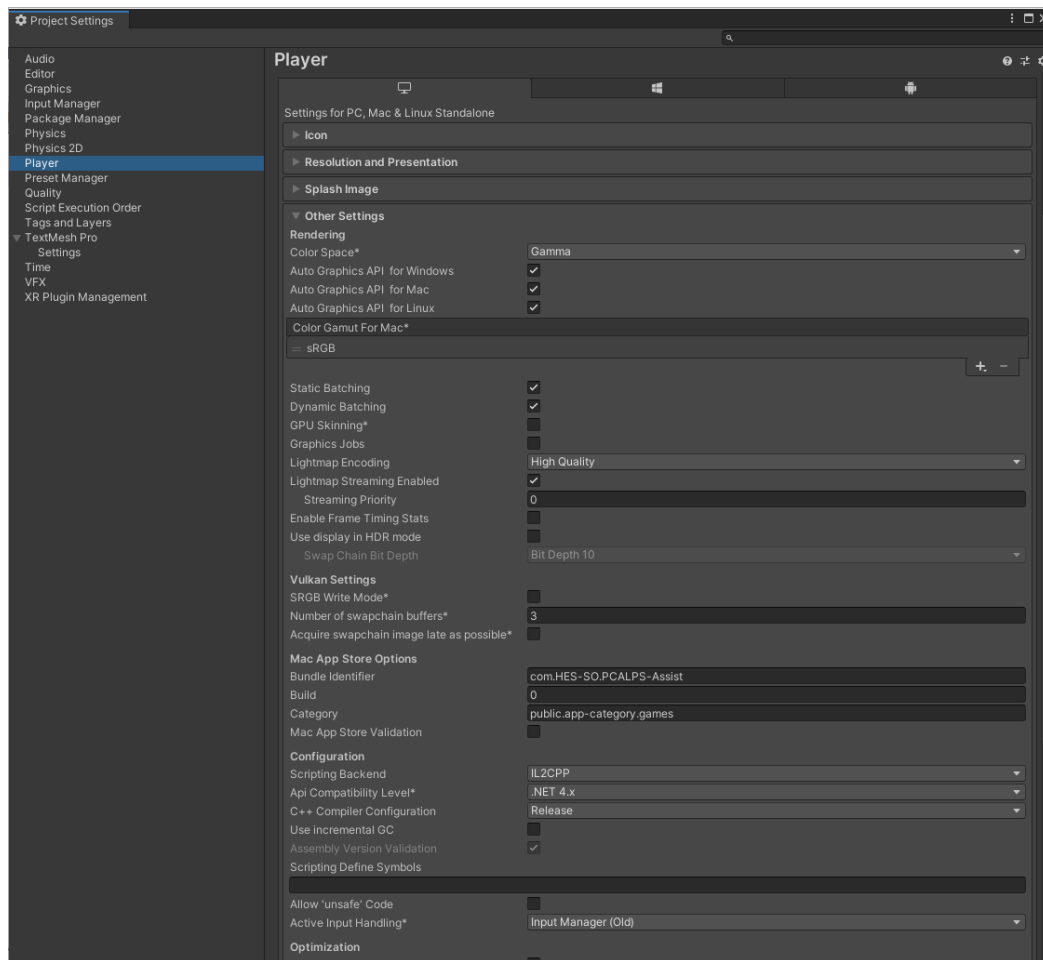 Project Settings
Audio
Editor
Graphics
Input Manager
Package Manager
Physics
Physics 2D
Player
Preset Manager
Quality
Script Execution Order
Tags and Layers
TextMesh Pro
Settings
Time
VFX
XR Plugin Management
Player
Settings for PC, Mac & Linux Standalone
Icon
Resolution and Presentation
Splash Image
Other Settings
Rendering
Color Space* Gamma
Auto Graphics API for Windows
Auto Graphics API for Mac
Auto Graphics API for Linux
Color Gamut For Mac*
sRGB
Static Batching
Dynamic Batching
GPU Skinning*
Graphics Jobs
Lightmap Encoding High Quality
Lightmap Streaming Enabled
Streaming Priority 0
Enable Frame Timing Stats
Use display in HDR mode
Swap Chain Bit Depth Bit Depth 10
Vulkan Settings
SRGB Write Mode*
Number of swapchain buffers* 3
Acquire swapchain image late as possible*
Mac App Store Options
Bundle Identifier com.HES-SO.PCALPS-Assist
Build 0
Category public.app-category.games
Mac App Store Validation
Configuration
Scripting Backend IL2CPP
Api Compatibility Level* .NET 4.x
C++ Compiler Configuration Release
Use incremental GC
Assembly Version Validation
Scripting Define Symbols
Allow 'unsafe' Code
Active Input Handling* Input Manager (Old)
Optimization